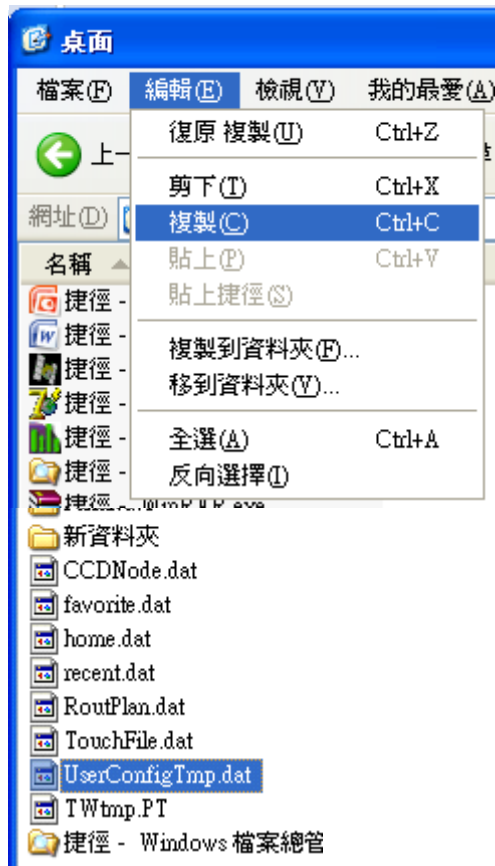 桌面
檔案(F) 編輯(E) 檢視(V) 我的最愛(A)
復原 複製(U) Ctrl+Z
上一
剪下(T) Ctrl+X
網址(D)
複製(C) Ctrl+C
名稱
貼上(P) Ctrl+V
捷徑 -
貼上捷徑(S)
捷徑 -
複製到資料夾(F)...
捷徑 -
移到資料夾(V)...
捷徑 -
捷徑 -
全選(A) Ctrl+A
捷徑 -
反向選擇(I)
捷徑 - WinRAR.exe
新資料夾
CCDNode.dat
favorite.dat
home.dat
recent.dat
RoutPlan.dat
TouchFile.dat
UserConfigTmp.dat
TWtmp.PT
捷徑 - Windows 檔案總管